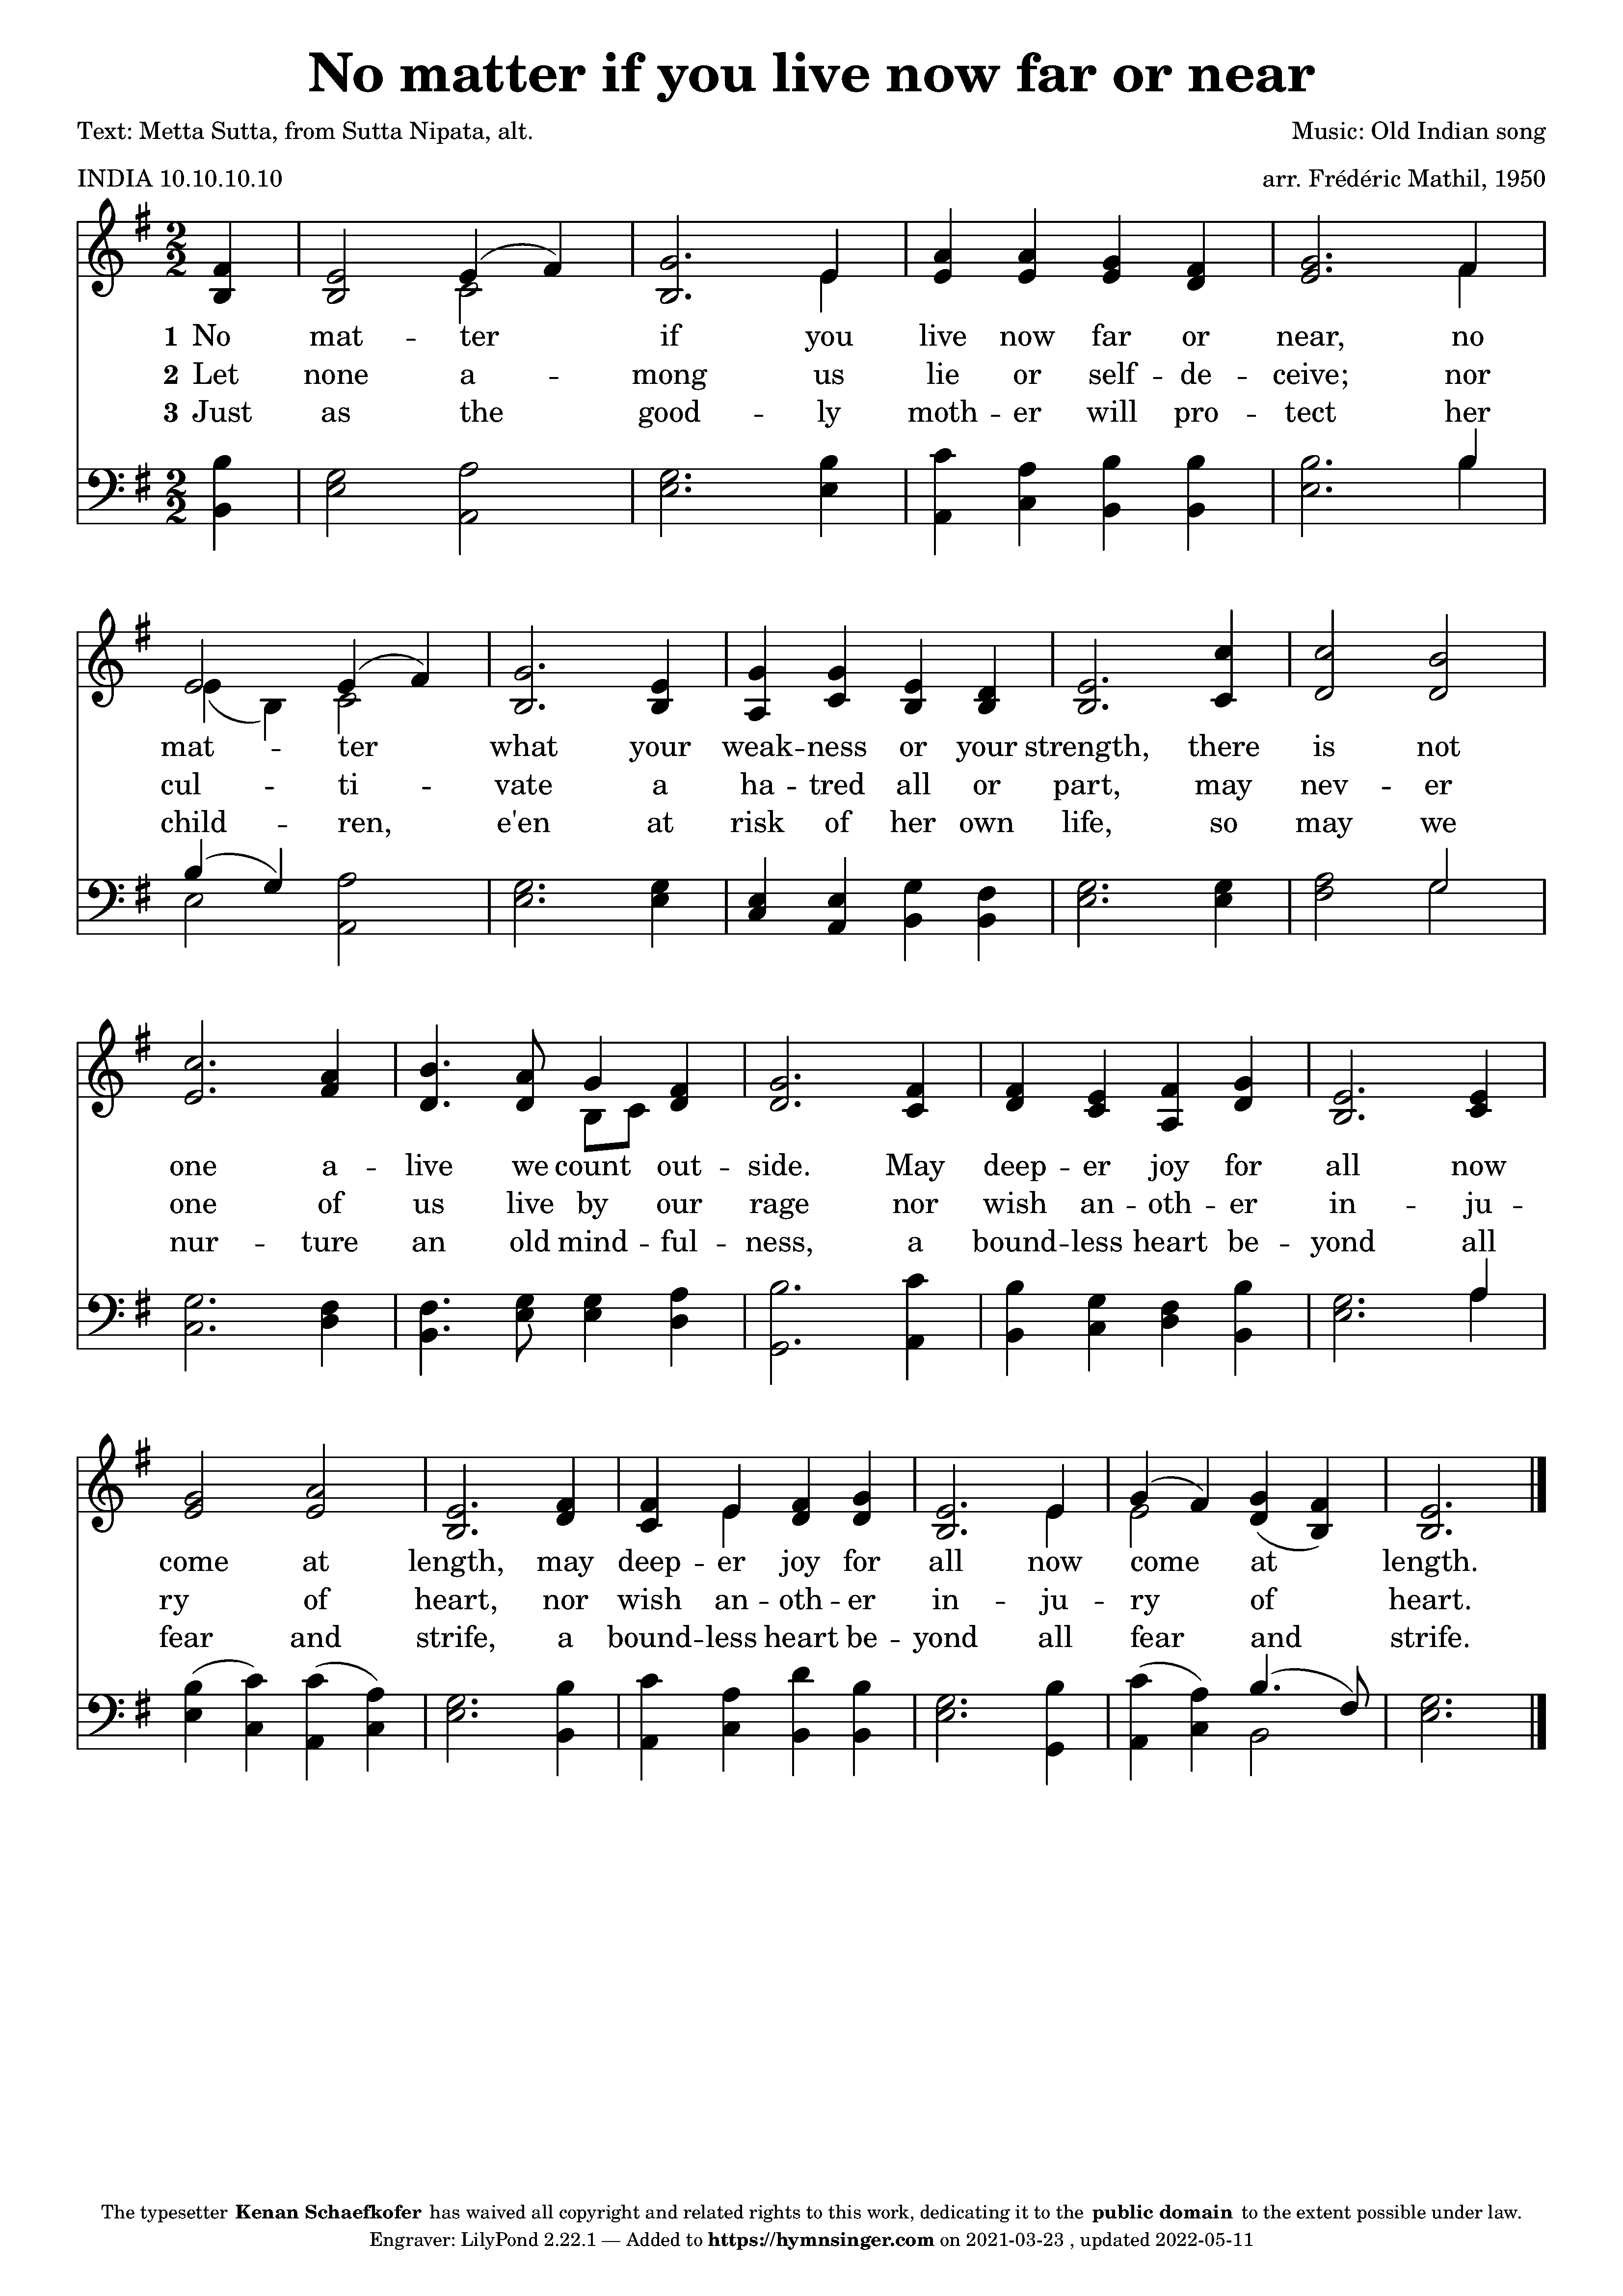 No matter if you live now far or near
Text: Metta Sutta, from Sutta Nipata, alt.
Music: Old Indian song
INDIA 10.10.10.10
arr. Frédéric Mathil, 1950
1 No mat -- ter if you live now far or near, no
2 Let none a -- mong us lie or self -- de -- ceive; nor
3 Just as the good -- ly moth -- er will pro -- tect her
mat -- ter what your weak -- ness or your strength, there is not
cul -- ti -- vate a ha -- tred all or part, may nev -- er
child -- ren, e'en at risk of her own life, so may we
one a -- live we count out -- side. May deep -- er joy for all now
one of us live by our rage nor wish an -- oth -- er in -- ju --
nur -- ture an old mind -- ful -- ness, a bound -- less heart be -- yond all
come at length, may deep -- er joy for all now come at length.
ry of heart, nor wish an -- oth -- er in -- ju -- ry of heart.
fear and strife, a bound -- less heart be -- yond all fear and strife.
The typesetter Kenan Schaefkofer has waived all copyright and related rights to this work, dedicating it to the public domain to the extent possible under law.
Engraver: LilyPond 2.22.1 — Added to https://hymnsinger.com on 2021-03-23 , updated 2022-05-11